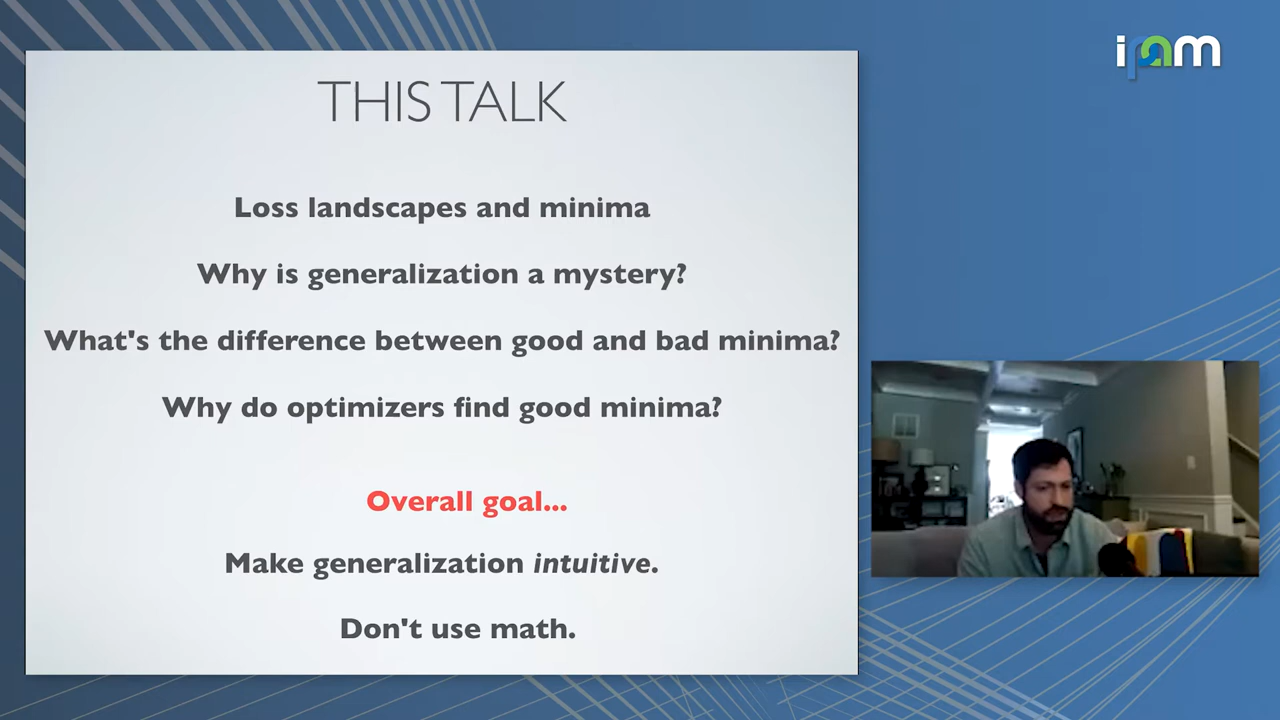 ipam
THIS TALK
Loss landscapes and minima
Why is generalization a mystery?
What's the difference between good and bad minima?
Why do optimizers find good minima?
Overall goal...
Make generalization intuitive.
Don't use math.